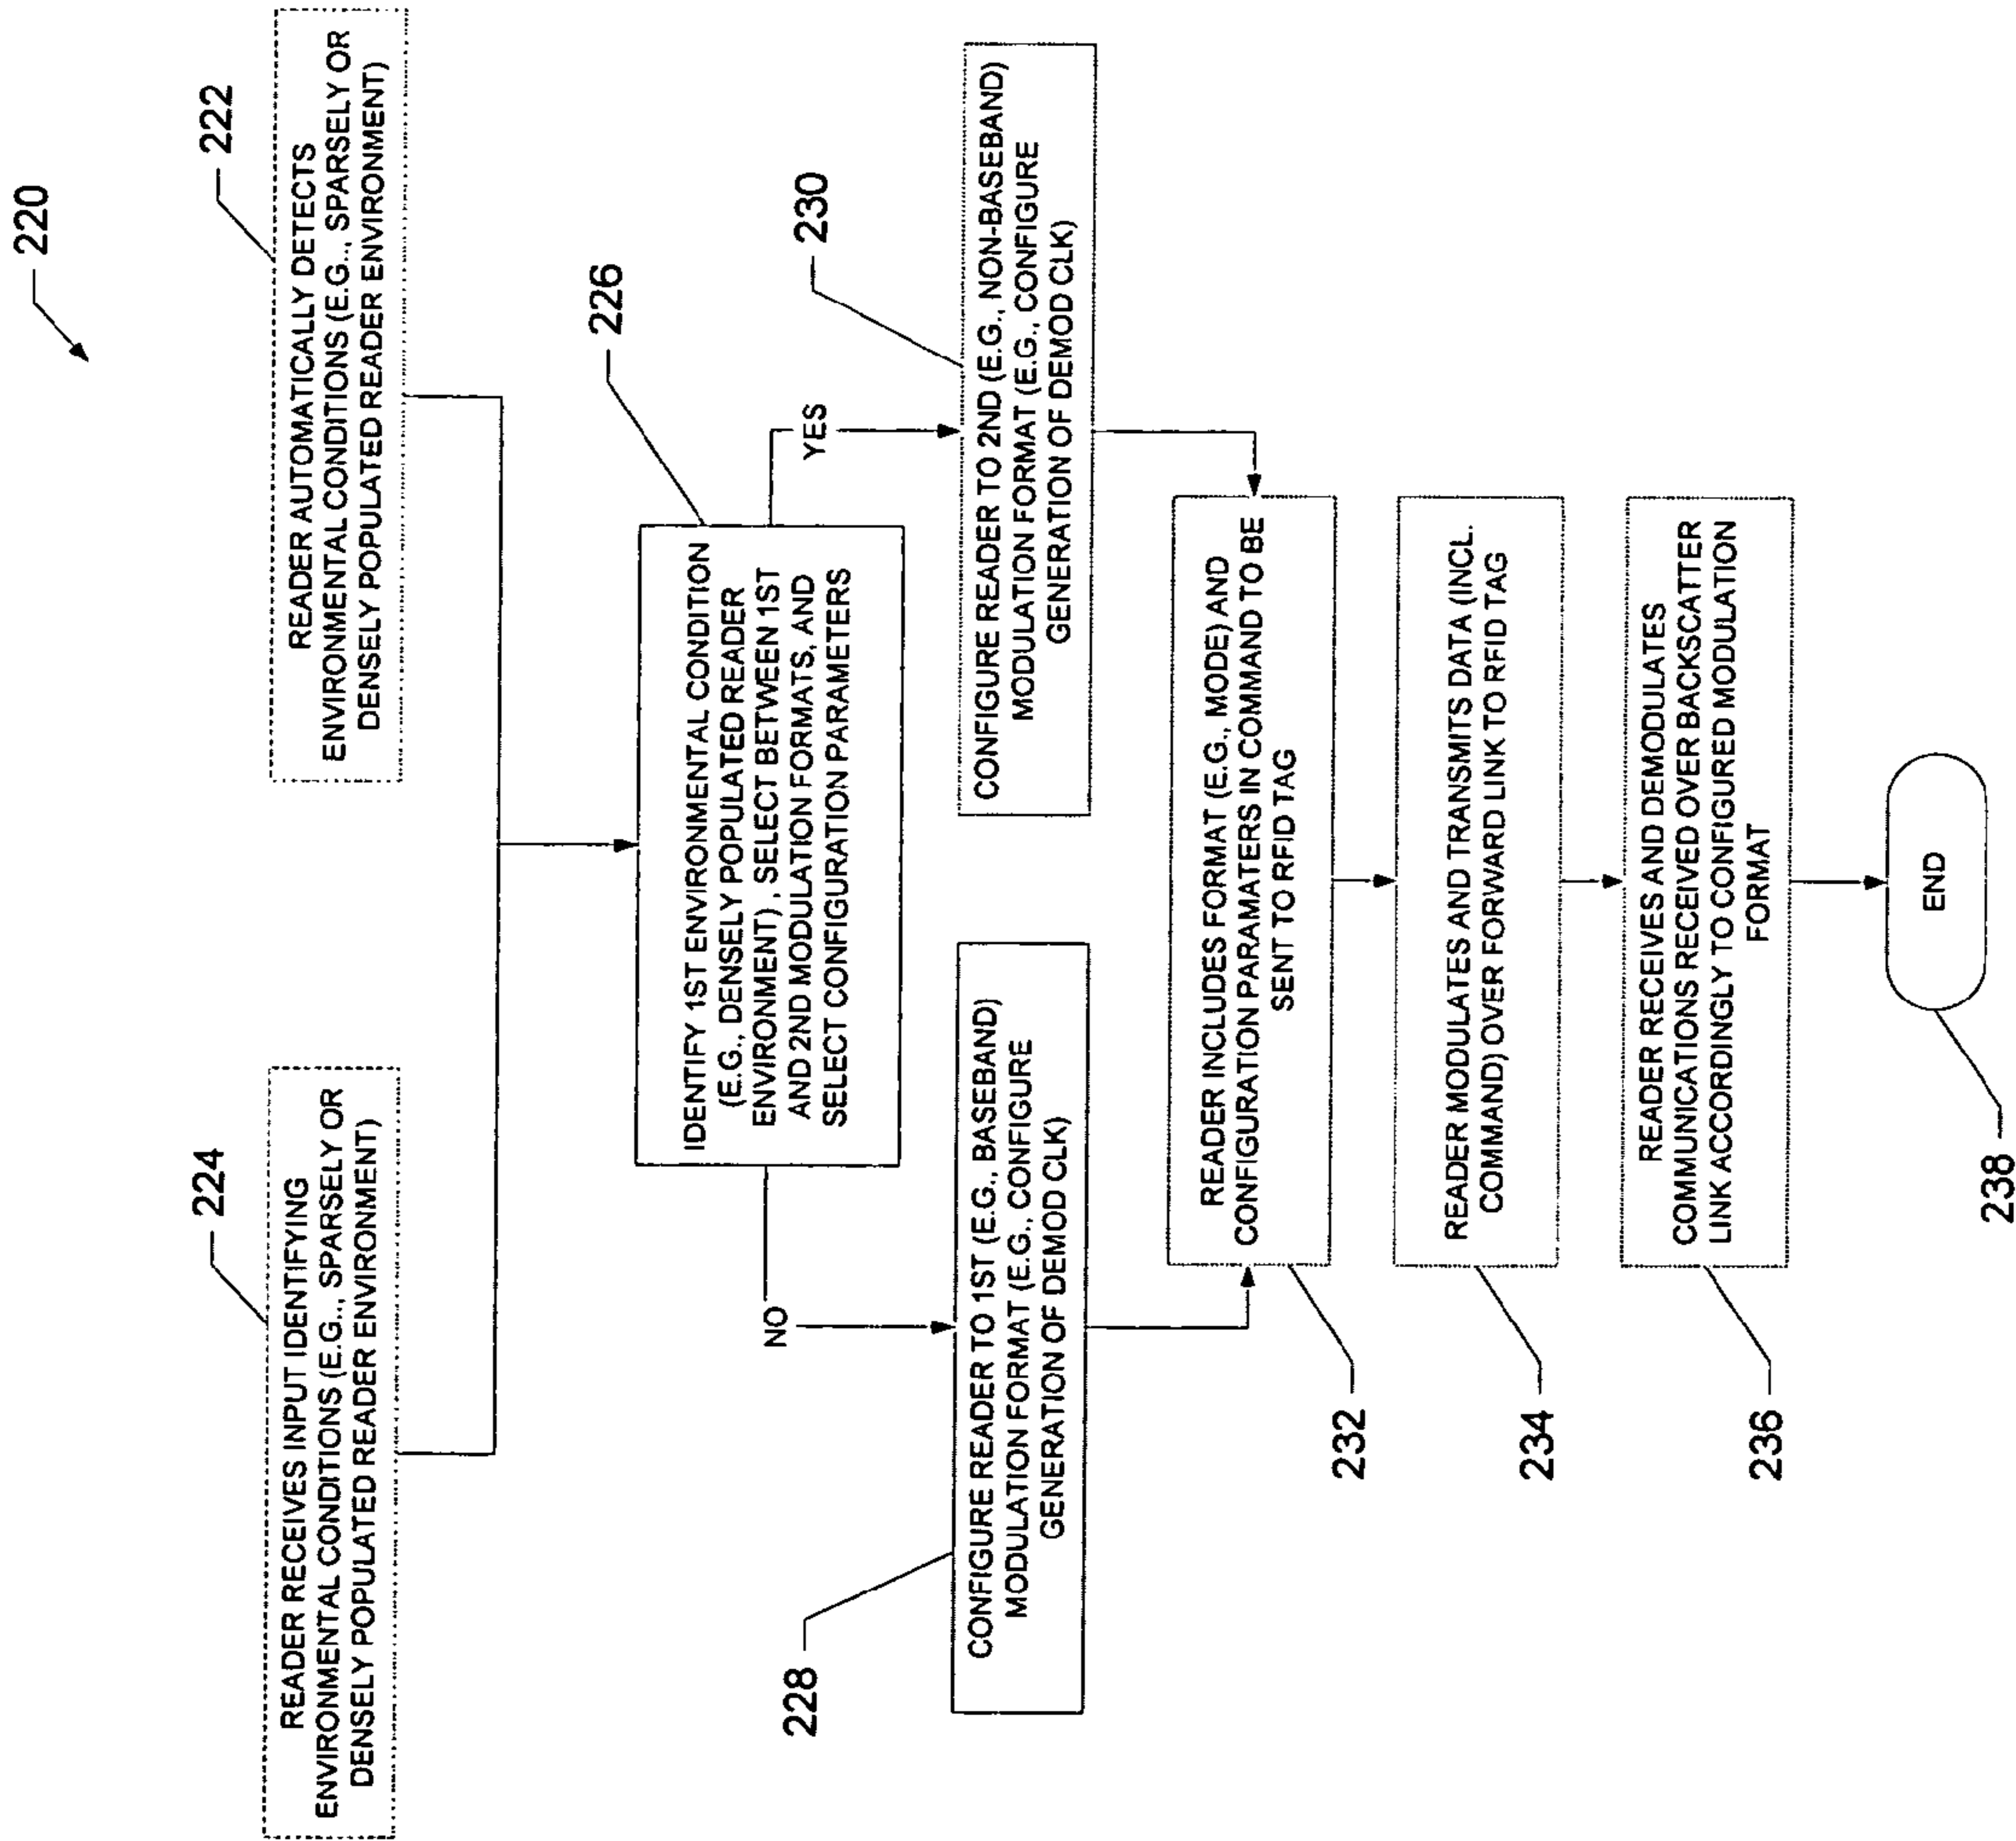 220
224
READER RECEIVES INPUT IDENTIFYING
ENVIRONMENTAL CONDITIONS (E.G.., SPARSELY OR
DENSELY POPULATED READER ENVIRONMENT)
222
READER AUTOMATICALLY DETECTS
ENVIRONMENTAL CONDITIONS (E.G.., SPARSELY OR
DENSELY POPULATED READER ENVIRONMENT)
226
IDENTIFY 1ST ENVIRONMENTAL CONDITION
(E.G., DENSELY POPULATED READER
ENVIRONMENT) , SELECT BETWEEN 1ST
AND 2ND MODULATION FORMATS, AND
SELECT CONFIGURATION PARAMETERS
NO
YES
228
CONFIGURE READER TO 1ST (E.G., BASEBAND)
MODULATION FORMAT (E.G., CONFIGURE
GENERATION OF DEMOD CLK)
230
CONFIGURE READER TO 2ND (E.G., NON-BASEBAND)
MODULATION FORMAT (E.G., CONFIGURE
GENERATION OF DEMOD CLK)
READER INCLUDES FORMAT (E.G., MODE) AND
CONFIGURATION PARAMATERS IN COMMAND TO BE
SENT TO RFID TAG
232
READER MODULATES AND TRANSMITS DATA (INCL.
COMMAND) OVER FORWARD LINK TO RFID TAG
234
READER RECEIVES AND DEMODULATES
COMMUNICATIONS RECEIVED OVER BACKSCATTER
LINK ACCORDINGLY TO CONFIGURED MODULATION
FORMAT
236
END
238